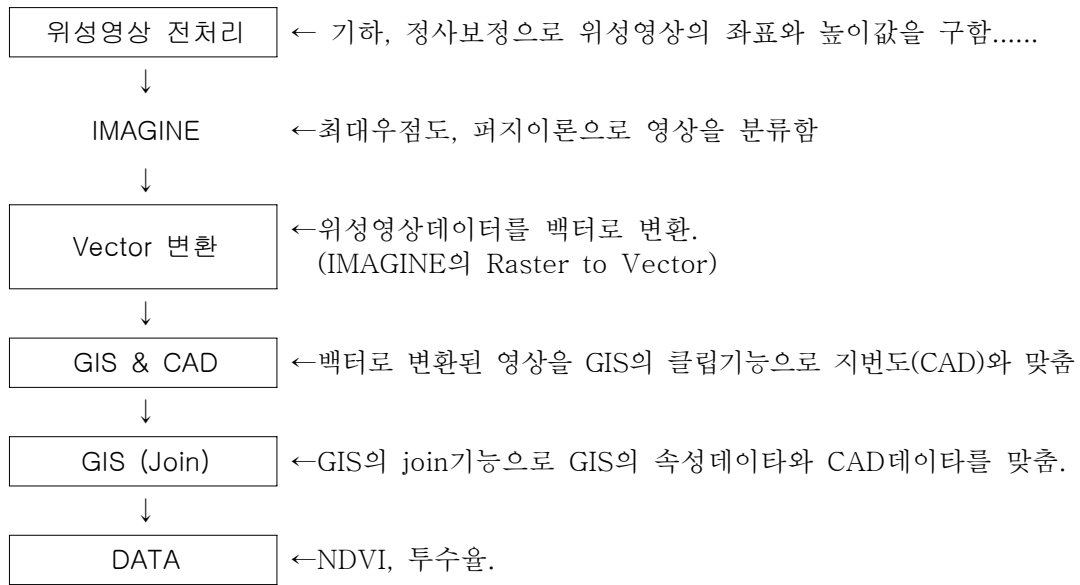 위성영상 전처리 ← 기하, 정사보정으로 위성영상의 좌표와 높이값을 구함......
↓
IMAGINE ←최대우점도, 퍼지이론으로 영상을 분류함
↓
Vector 변환 ←위성영상데이터를 백터로 변환.
(IMAGINE의 Raster to Vector)
↓
GIS & CAD ←백터로 변환된 영상을 GIS의 클립기능으로 지번도(CAD)와 맞춤
↓
GIS (Join) ←GIS의 join기능으로 GIS의 속성데이타와 CAD데이타를 맞춤.
↓
DATA ←NDVI, 투수율.